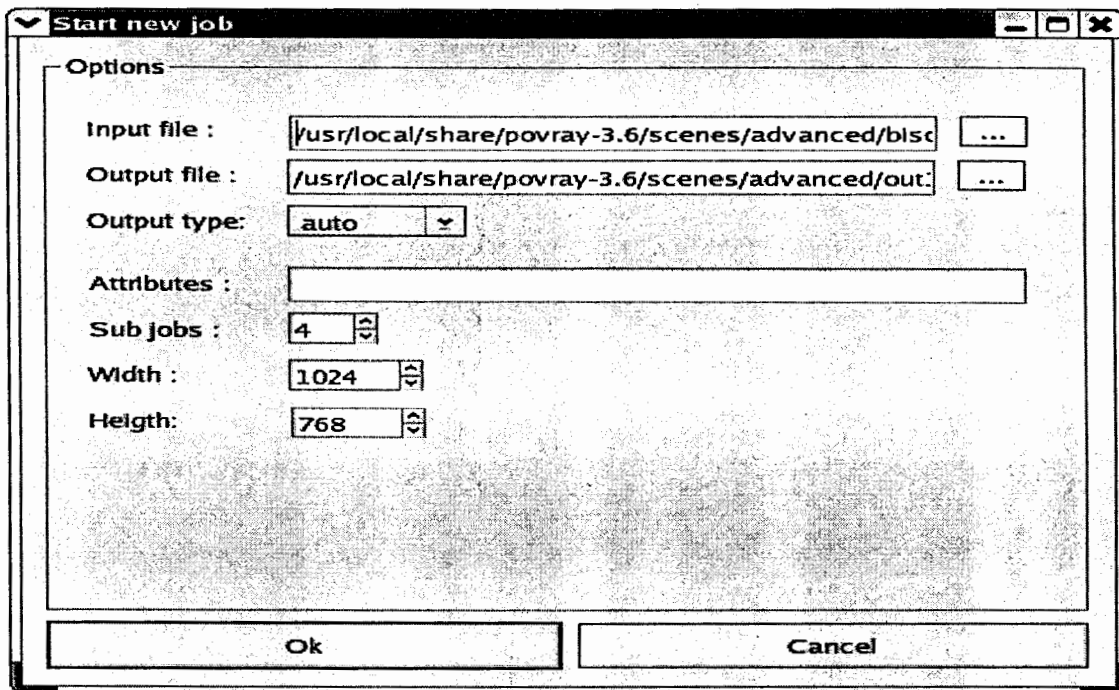 Start new job
Options
Input file : /usr/local/share/povray-3.6/scenes/advanced/bisc ...
Output file : /usr/local/share/povray-3.6/scenes/advanced/out1 ...
Output type: auto
Attributes :
Sub jobs : 4
Width : 1024
Heigth: 768
Ok Cancel